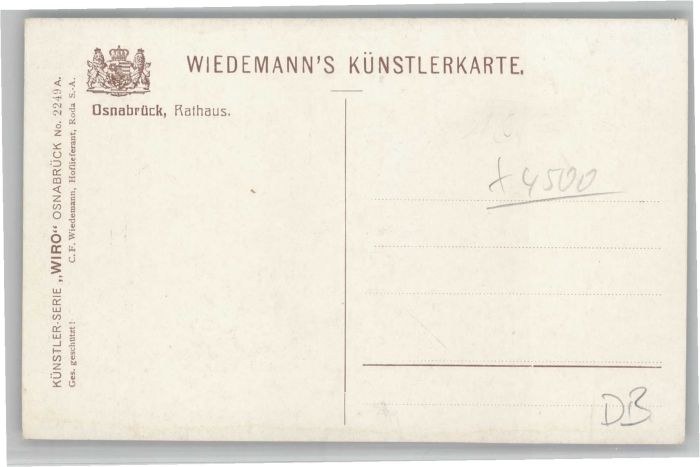 WIEDEMANN'S KÜNSTLERKARTE.
Osnabrück, Rathaus.
KÜNSTLER-SERIE „WIRO“ OSNABRÜCK No. 2249 A.
Ges. geschützt! C. F. Wiedemann, Hoflieferant, Roda S.-A.
+4500
DB